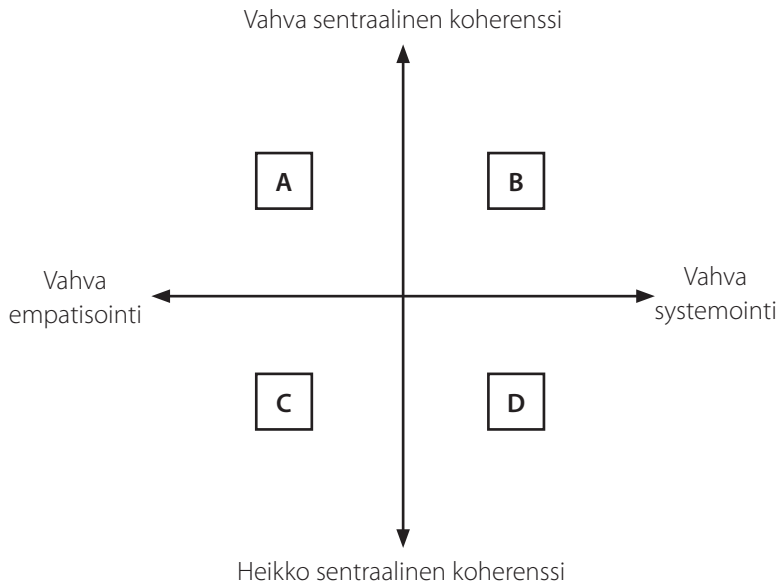 Vahva sentraalinen koherenssi
A
B
Vahva
empatisointi
Vahva
systemointi
C
D
Heikko sentraalinen koherenssi